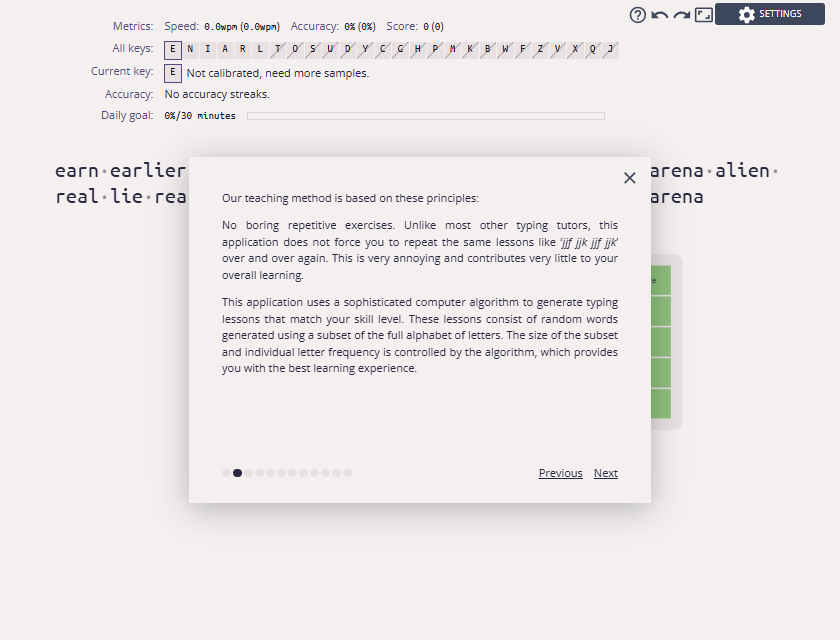 SETTINGS
Metrics: Speed: 0.0wpm (0.0wpm) Accuracy: 0% (0%) Score: 0 (0)
All keys: E N I A R L T O S U D Y C G H P M K B W F Z V X Q J
Current key: E Not calibrated, need more samples.
Accuracy: No accuracy streaks.
Daily goal: 0%/30 minutes
earn·earlier arena·alien·
real·lie·rea arena
Our teaching method is based on these principles:
No boring repetitive exercises. Unlike most other typing tutors, this
application does not force you to repeat the same lessons like 'jjf jjk jjf jjk'
over and over again. This is very annoying and contributes very little to your
overall learning.
This application uses a sophisticated computer algorithm to generate typing
lessons that match your skill level. These lessons consist of random words
generated using a subset of the full alphabet of letters. The size of the subset
and individual letter frequency is controlled by the algorithm, which provides
you with the best learning experience.
Previous Next